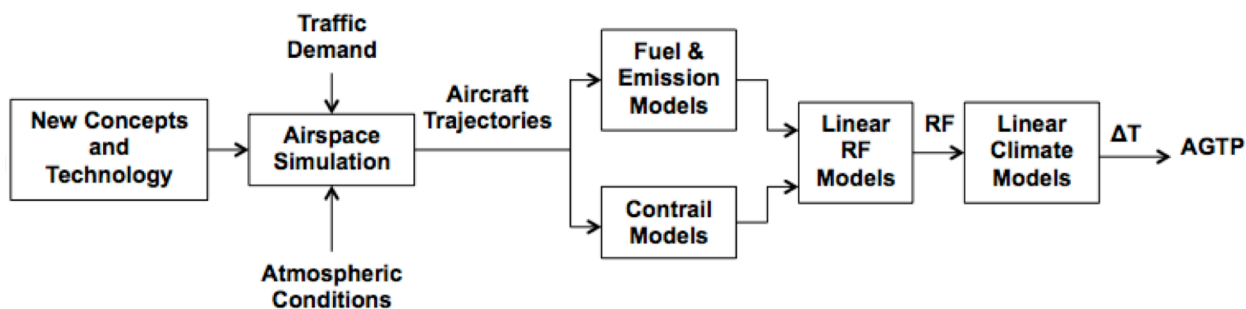 Traffic
Demand
New Concepts
and
Technology
Airspace
Simulation
Atmospheric
Conditions
Aircraft
Trajectories
Fuel &
Emission
Models
Contrail
Models
Linear
RF
Models
RF
Linear
Climate
Models
ΔT
AGTP